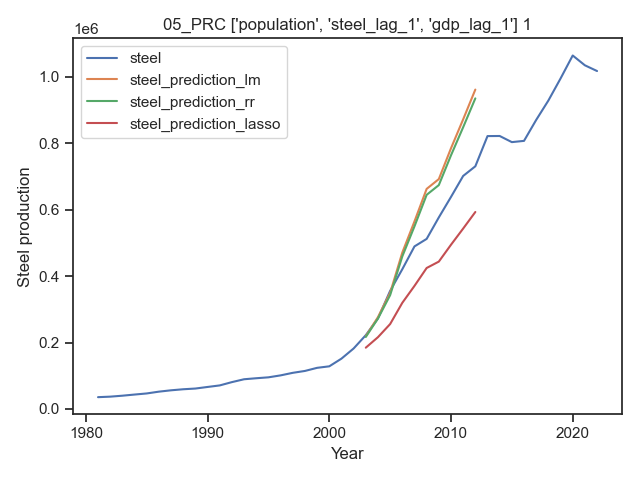 05_PRC ['population', 'steel_lag_1', 'gdp_lag_1'] 1
1e6
steel
steel_prediction_lm
steel_prediction_rr
steel_prediction_lasso
1.0
0.8
0.6
0.4
0.2
0.0
Steel production
1980
1990
2000
2010
2020
Year